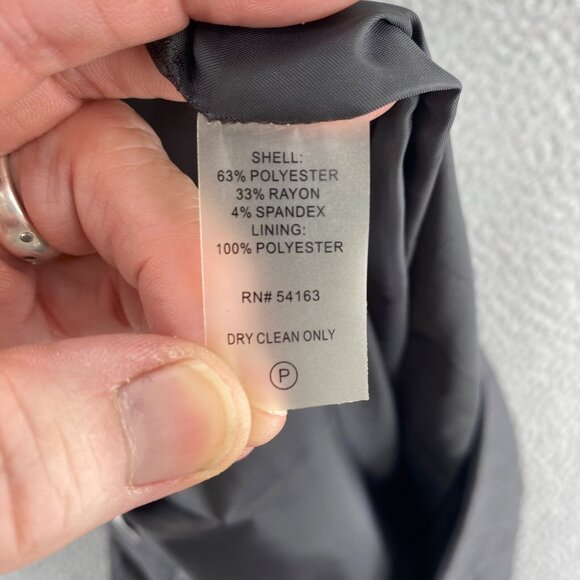 SHELL:
63% POLYESTER
33% RAYON
4% SPANDEX
LINING:
100% POLYESTER
RN# 54163
DRY CLEAN ONLY
P